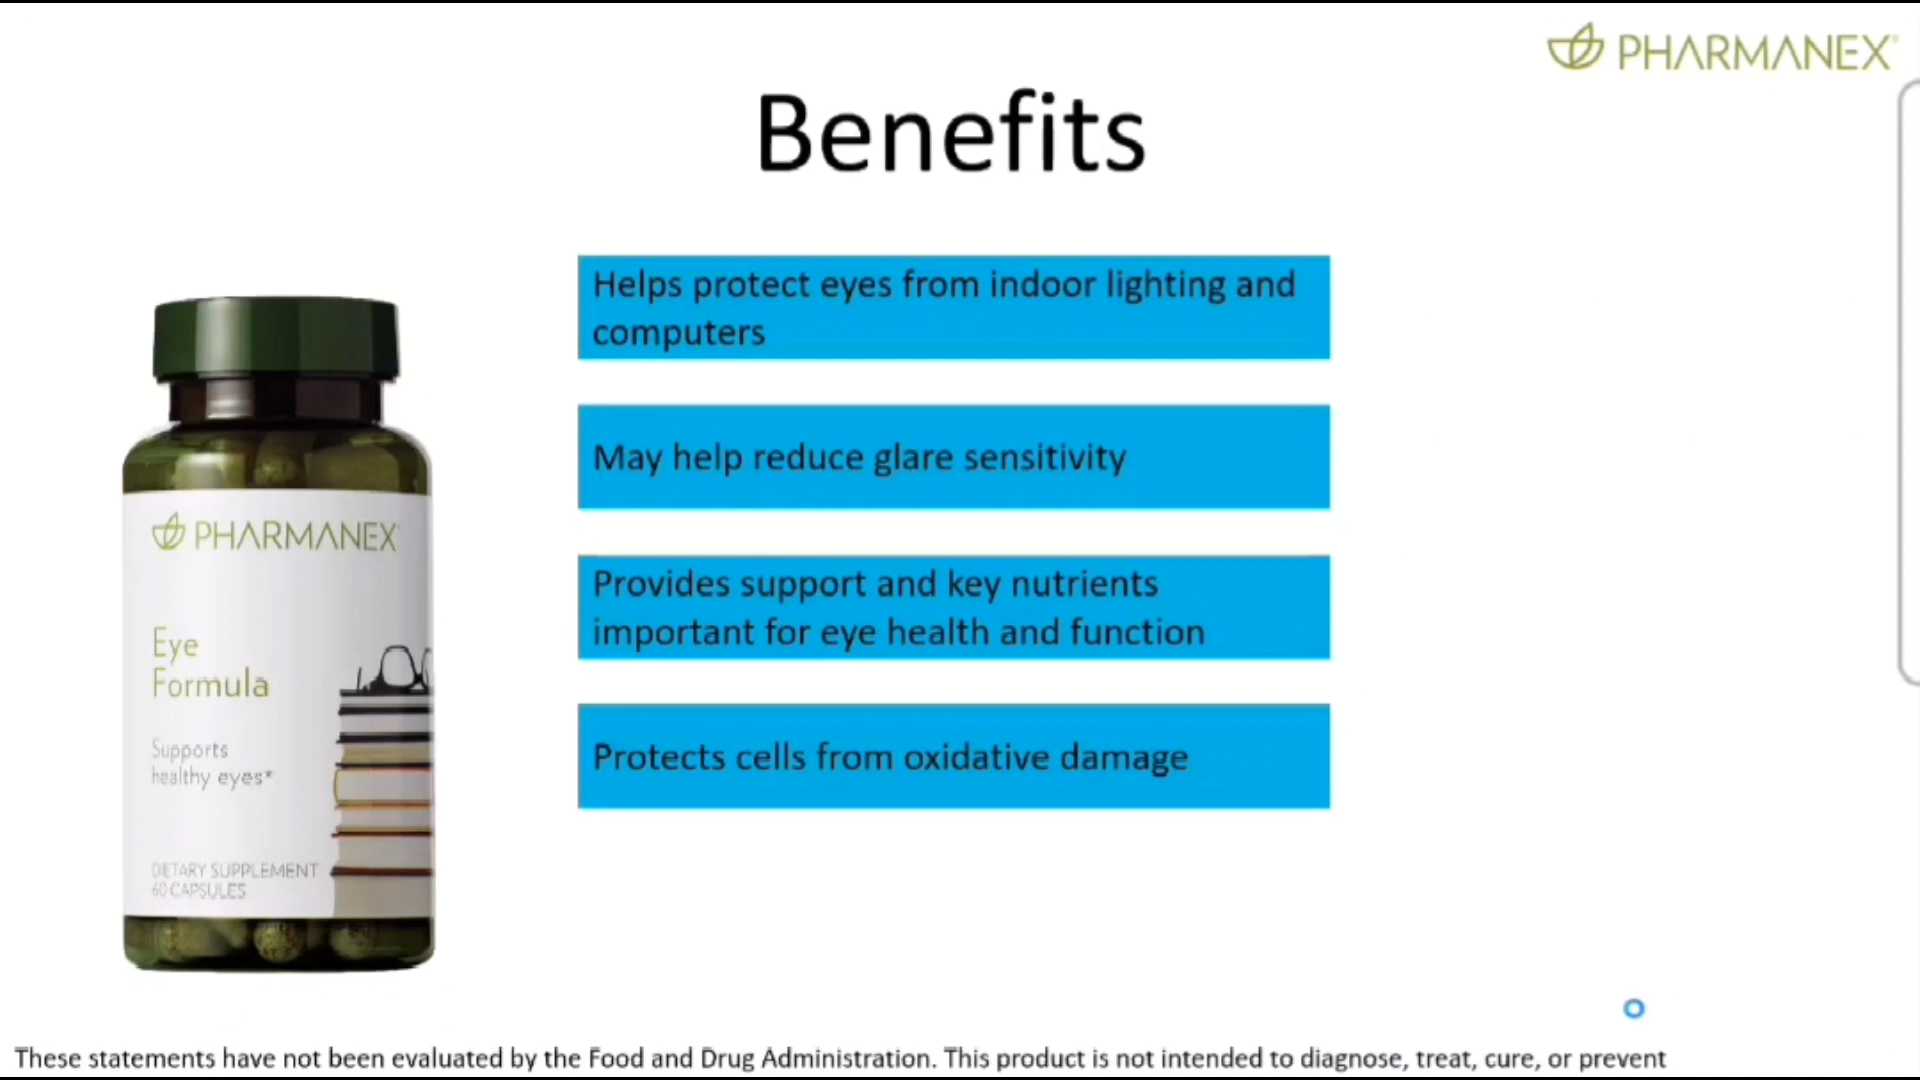 PHARMANEX
Benefits
Helps protect eyes from indoor lighting and
computers
May help reduce glare sensitivity
Provides support and key nutrients
important for eye health and function
Protects cells from oxidative damage
PHARMANEX
Eye
Formula
Supports
healthy eyes*
DIETARY SUPPLEMENT
60 CAPSULES
These statements have not been evaluated by the Food and Drug Administration. This product is not intended to diagnose, treat, cure, or prevent